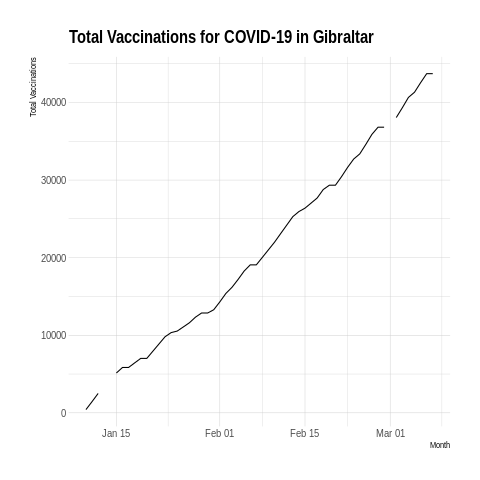 Total Vaccinations for COVID-19 in Gibraltar
Total Vaccinations
40000
30000
20000
10000
0
Jan 15
Feb 01
Feb 15
Mar 01
Month